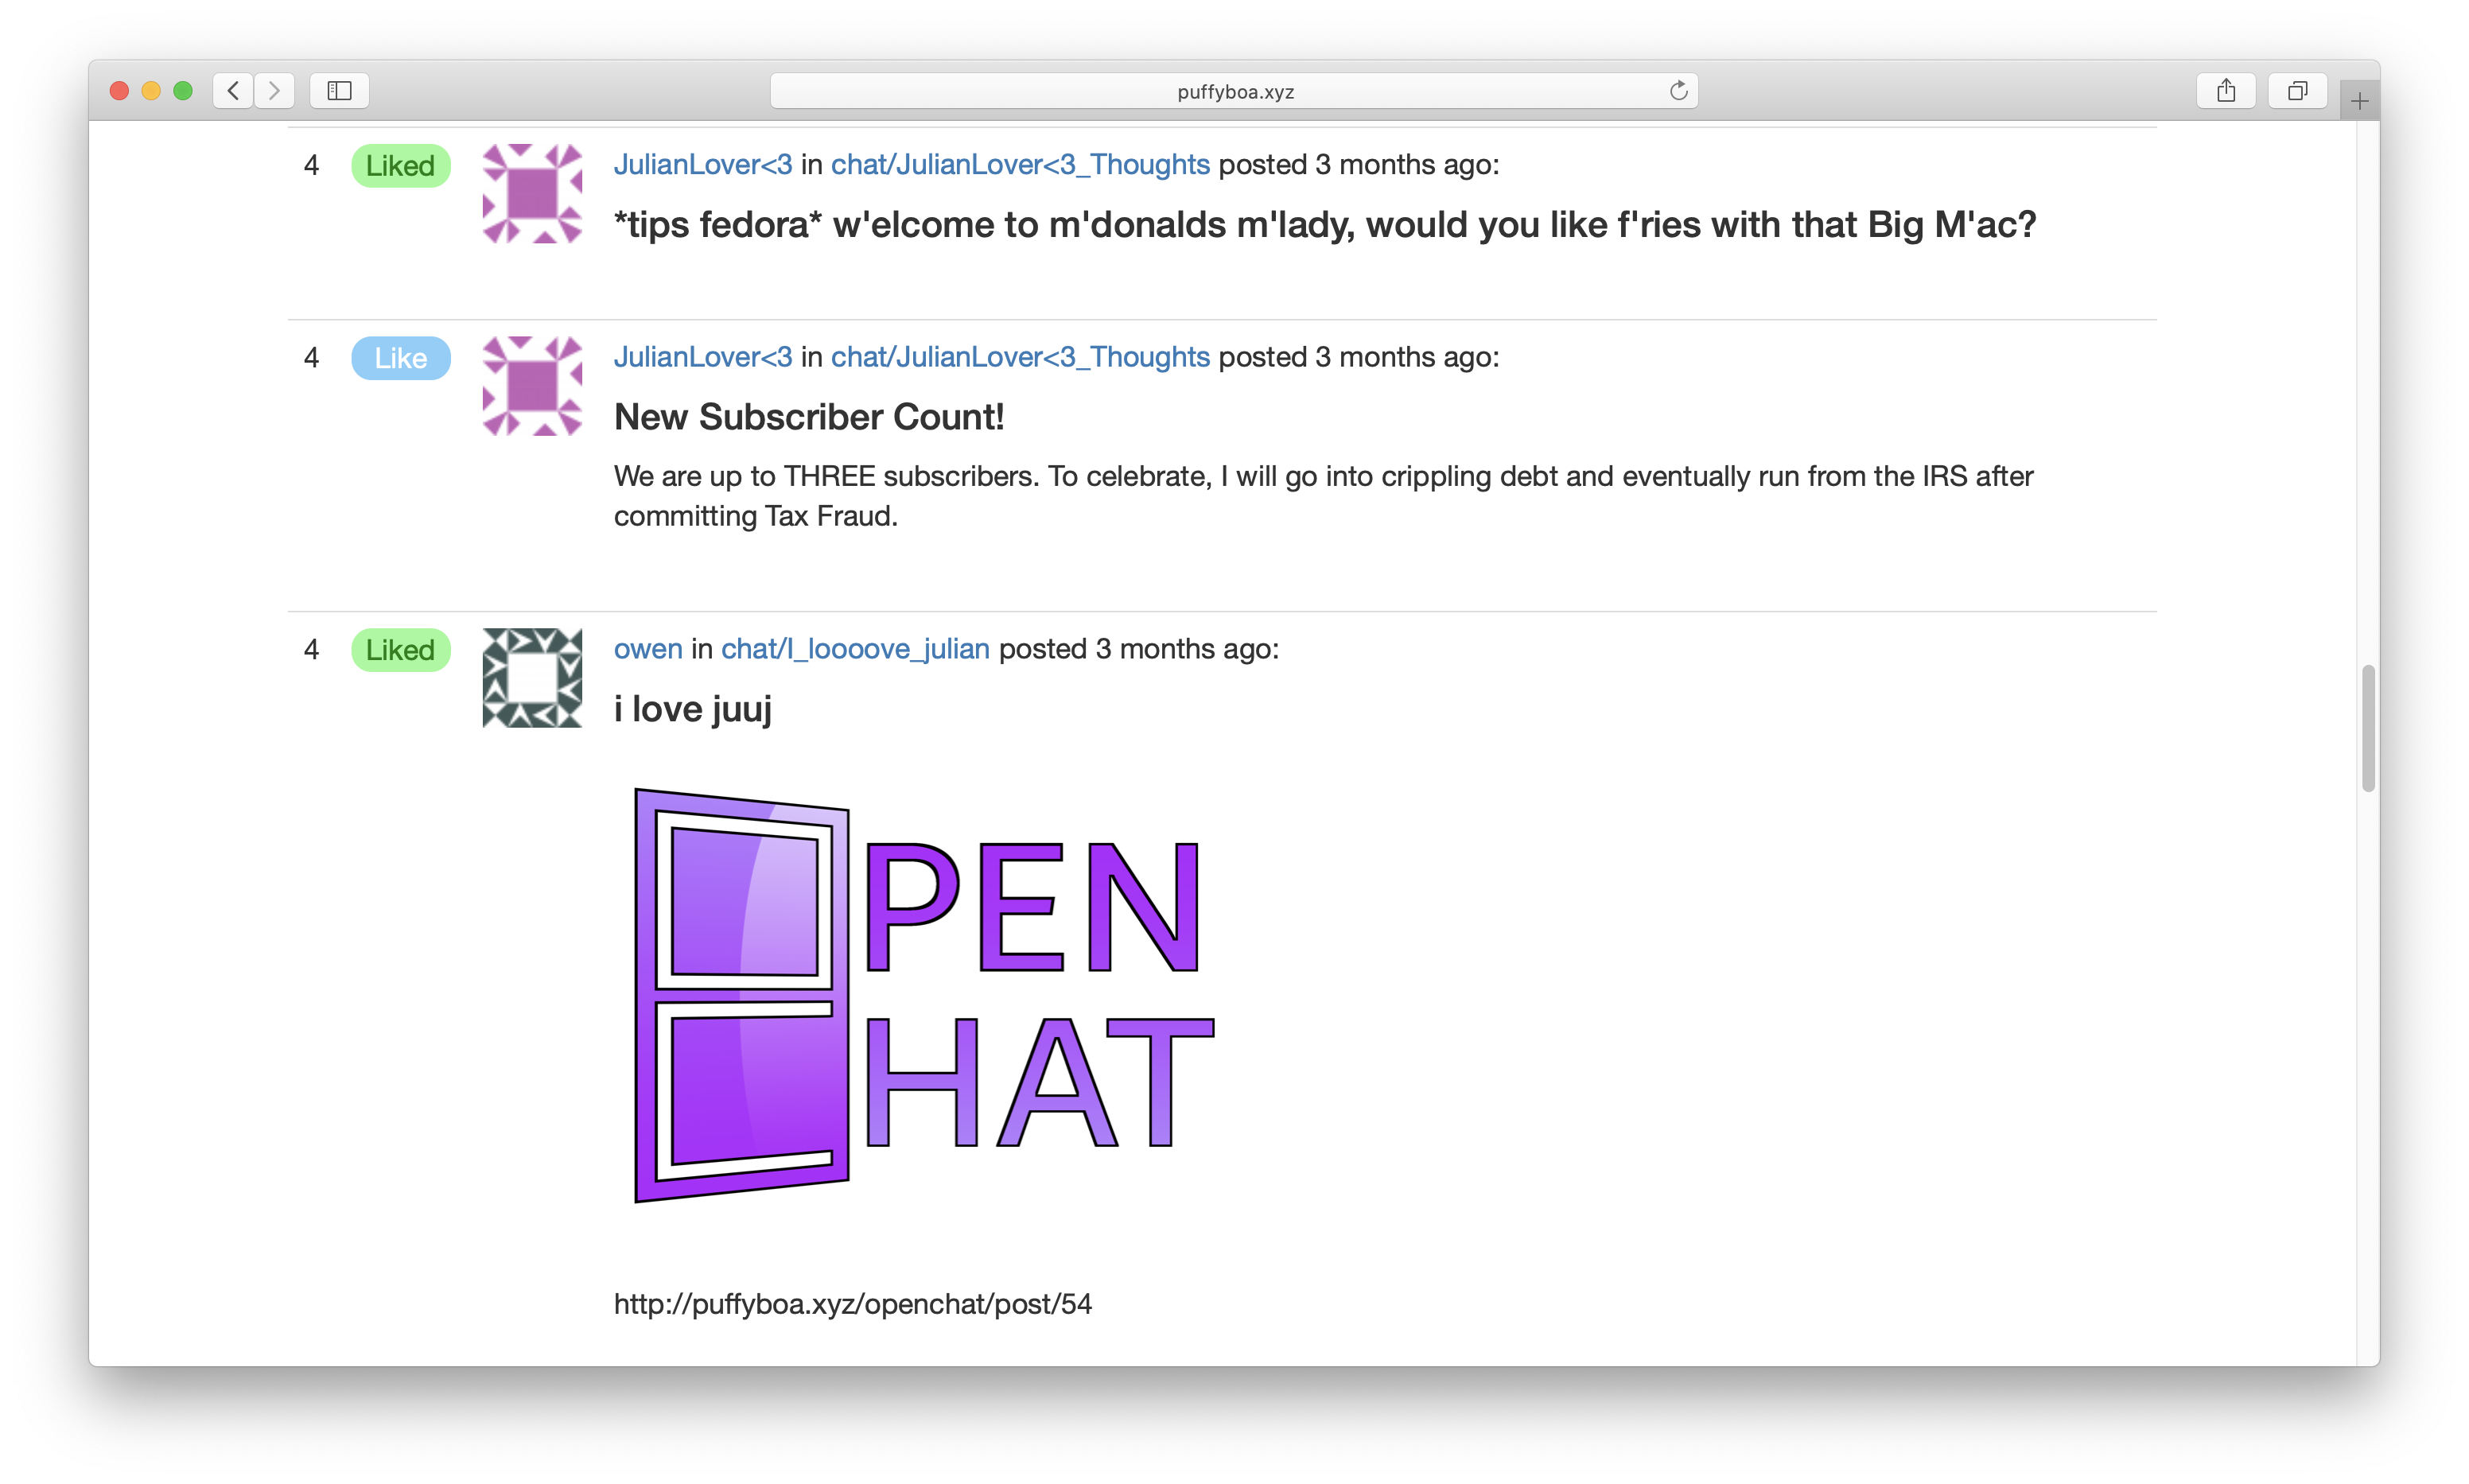 puffyboa.xyz
4 Liked JulianLover<3 in chat/JulianLover<3_Thoughts posted 3 months ago:
*tips fedora* w'elcome to m'donalds m'lady, would you like f'ries with that Big M'ac?
4 Like JulianLover<3 in chat/JulianLover<3_Thoughts posted 3 months ago:
New Subscriber Count!
We are up to THREE subscribers. To celebrate, I will go into crippling debt and eventually run from the IRS after
committing Tax Fraud.
4 Liked owen in chat/I_loooove_julian posted 3 months ago:
i love juuj
PEN
HAT
http://puffyboa.xyz/openchat/post/54